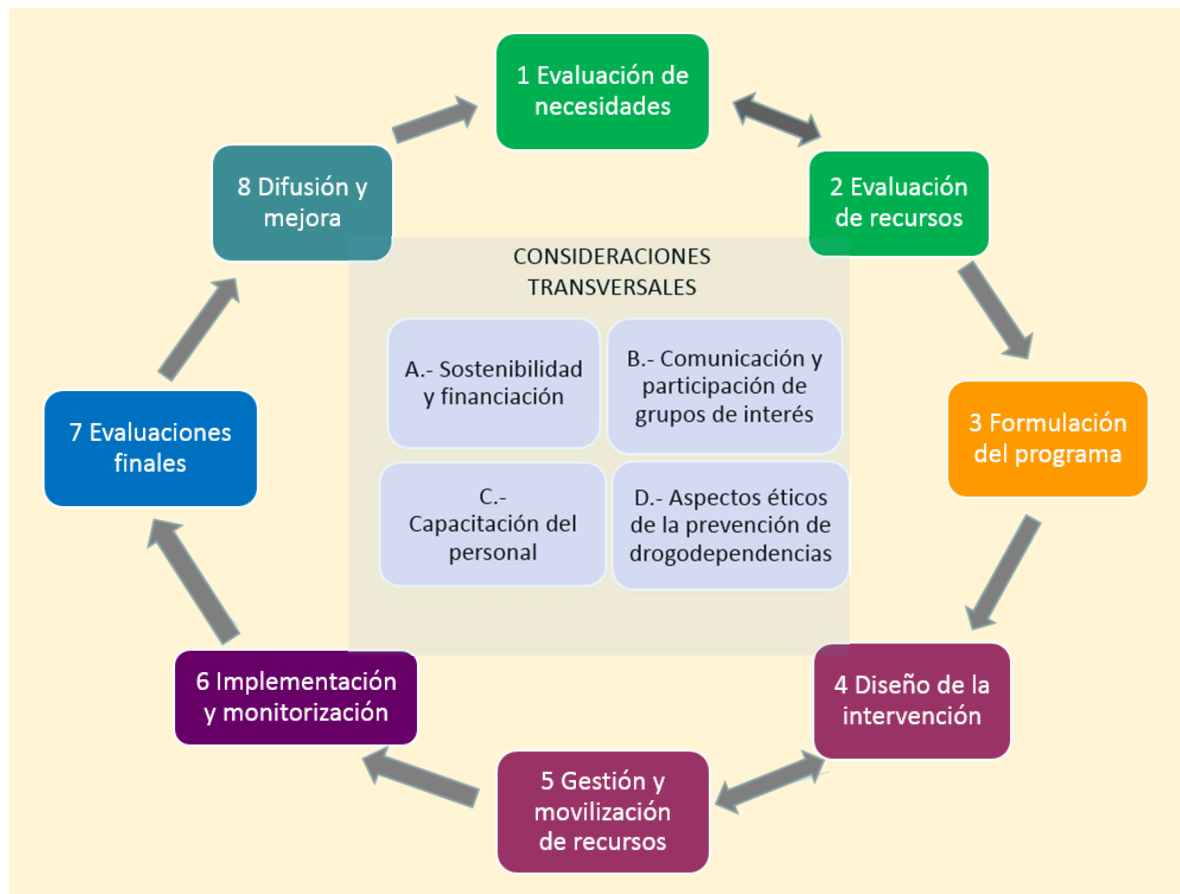 1 Evaluación de
necesidades
2 Evaluación
de recursos
3 Formulación
del programa
4 Diseño de la
intervención
5 Gestión y
movilización
de recursos
6 Implementación
y monitorización
7 Evaluaciones
finales
8 Difusión y
mejora
CONSIDERACIONES
TRANSVERSALES
A.- Sostenibilidad
y financiación
B.- Comunicación y
participación de
grupos de interés
C.-
Capacitación del
personal
D.- Aspectos éticos
de la prevención de
drogodependencias